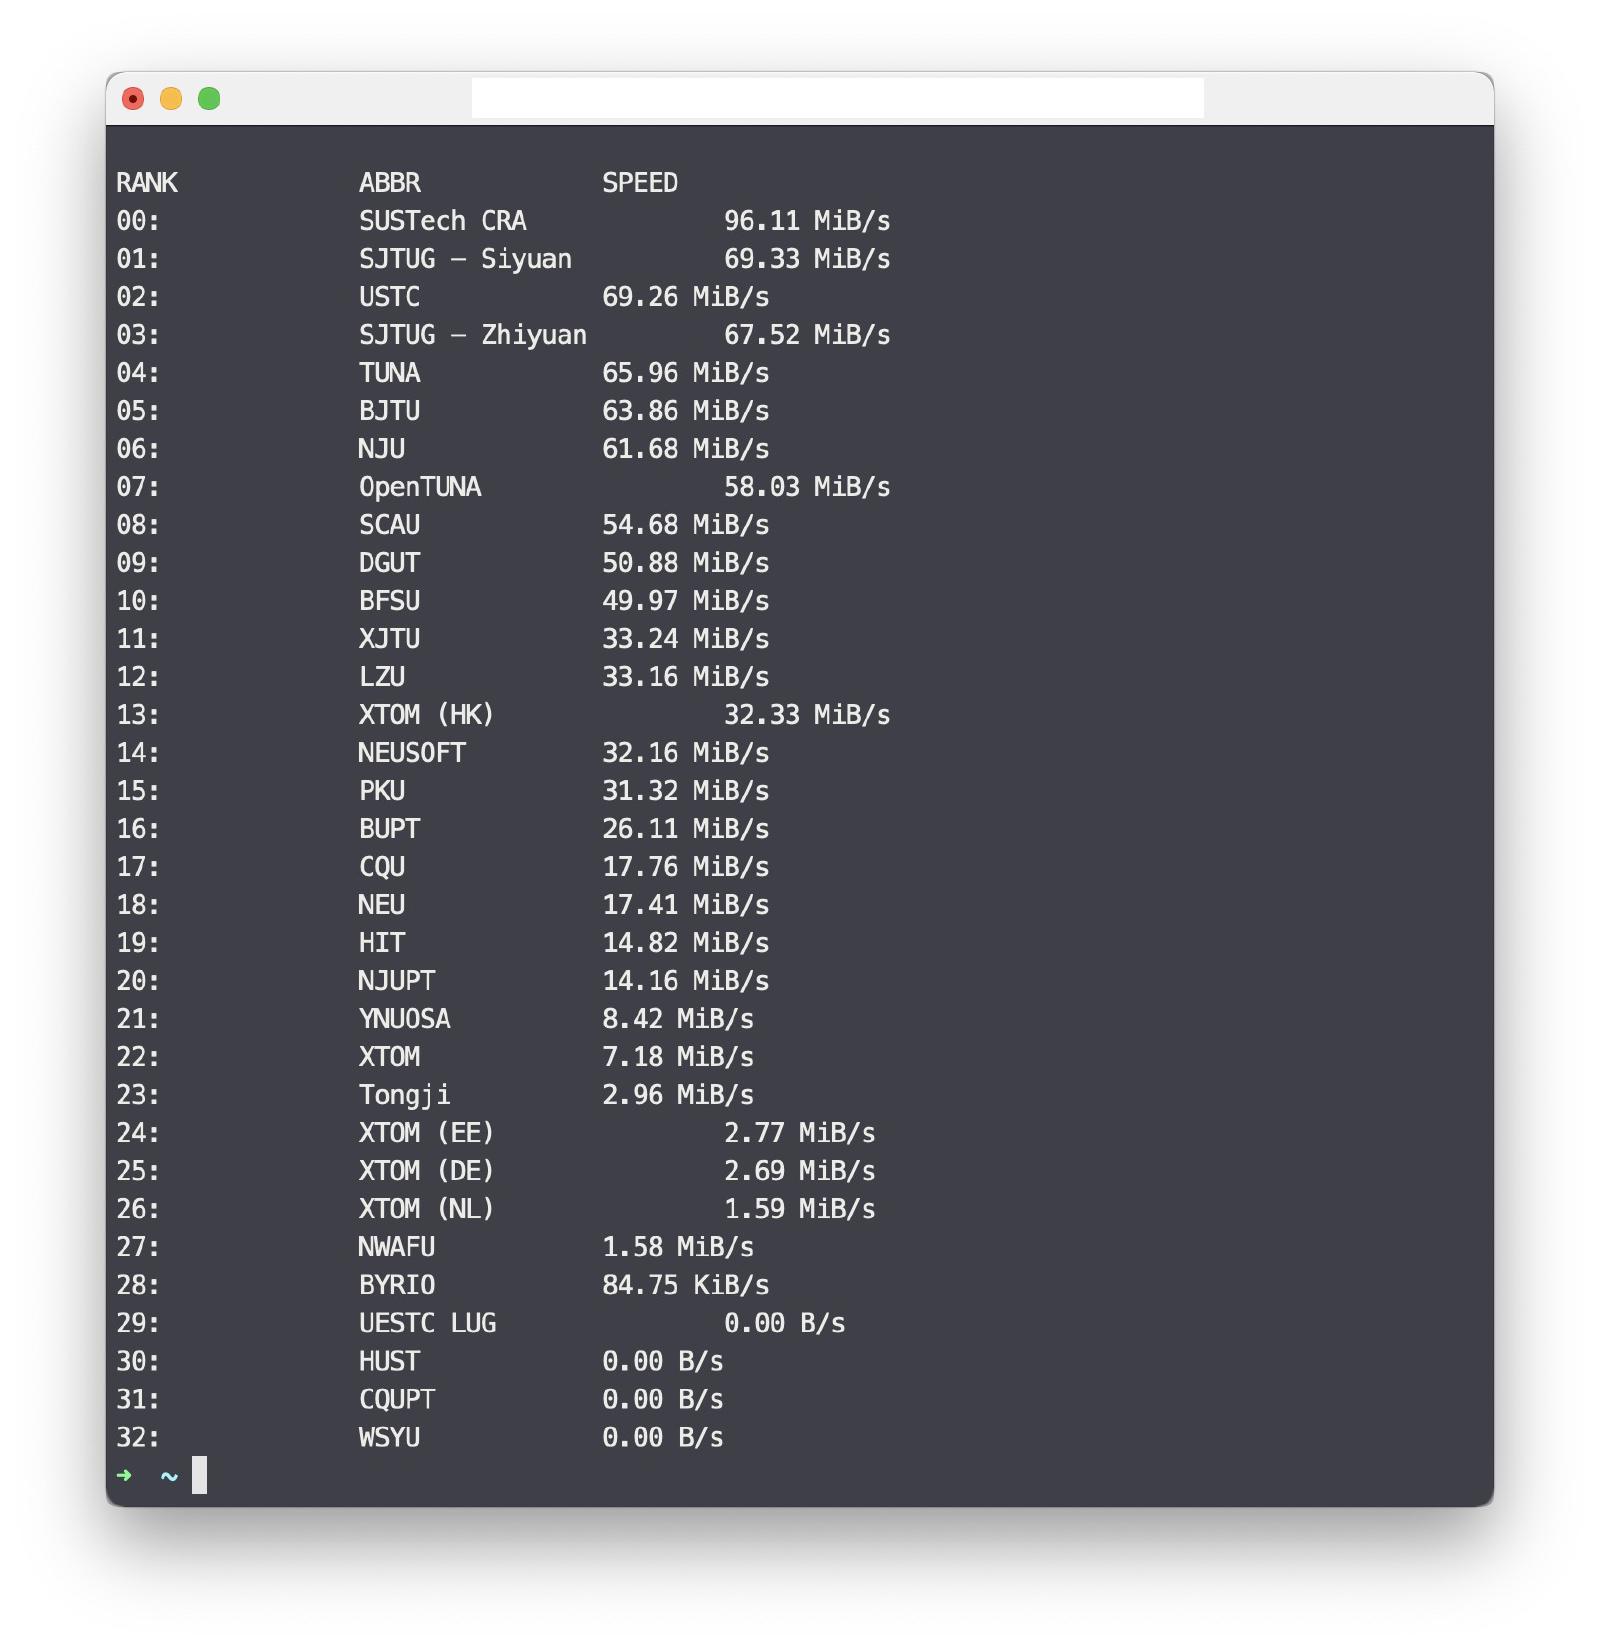 RANK ABBR SPEED
00: SUSTech CRA 96.11 MiB/s
01: SJTUG – Siyuan 69.33 MiB/s
02: USTC 69.26 MiB/s
03: SJTUG – Zhiyuan 67.52 MiB/s
04: TUNA 65.96 MiB/s
05: BJTU 63.86 MiB/s
06: NJU 61.68 MiB/s
07: OpenTUNA 58.03 MiB/s
08: SCAU 54.68 MiB/s
09: DGUT 50.88 MiB/s
10: BFSU 49.97 MiB/s
11: XJTU 33.24 MiB/s
12: LZU 33.16 MiB/s
13: XTOM (HK) 32.33 MiB/s
14: NEUSOFT 32.16 MiB/s
15: PKU 31.32 MiB/s
16: BUPT 26.11 MiB/s
17: CQU 17.76 MiB/s
18: NEU 17.41 MiB/s
19: HIT 14.82 MiB/s
20: NJUPT 14.16 MiB/s
21: YNUOSA 8.42 MiB/s
22: XTOM 7.18 MiB/s
23: Tongji 2.96 MiB/s
24: XTOM (EE) 2.77 MiB/s
25: XTOM (DE) 2.69 MiB/s
26: XTOM (NL) 1.59 MiB/s
27: NWAFU 1.58 MiB/s
28: BYRIO 84.75 KiB/s
29: UESTC LUG 0.00 B/s
30: HUST 0.00 B/s
31: CQUPT 0.00 B/s
32: WSYU 0.00 B/s
➜ ~